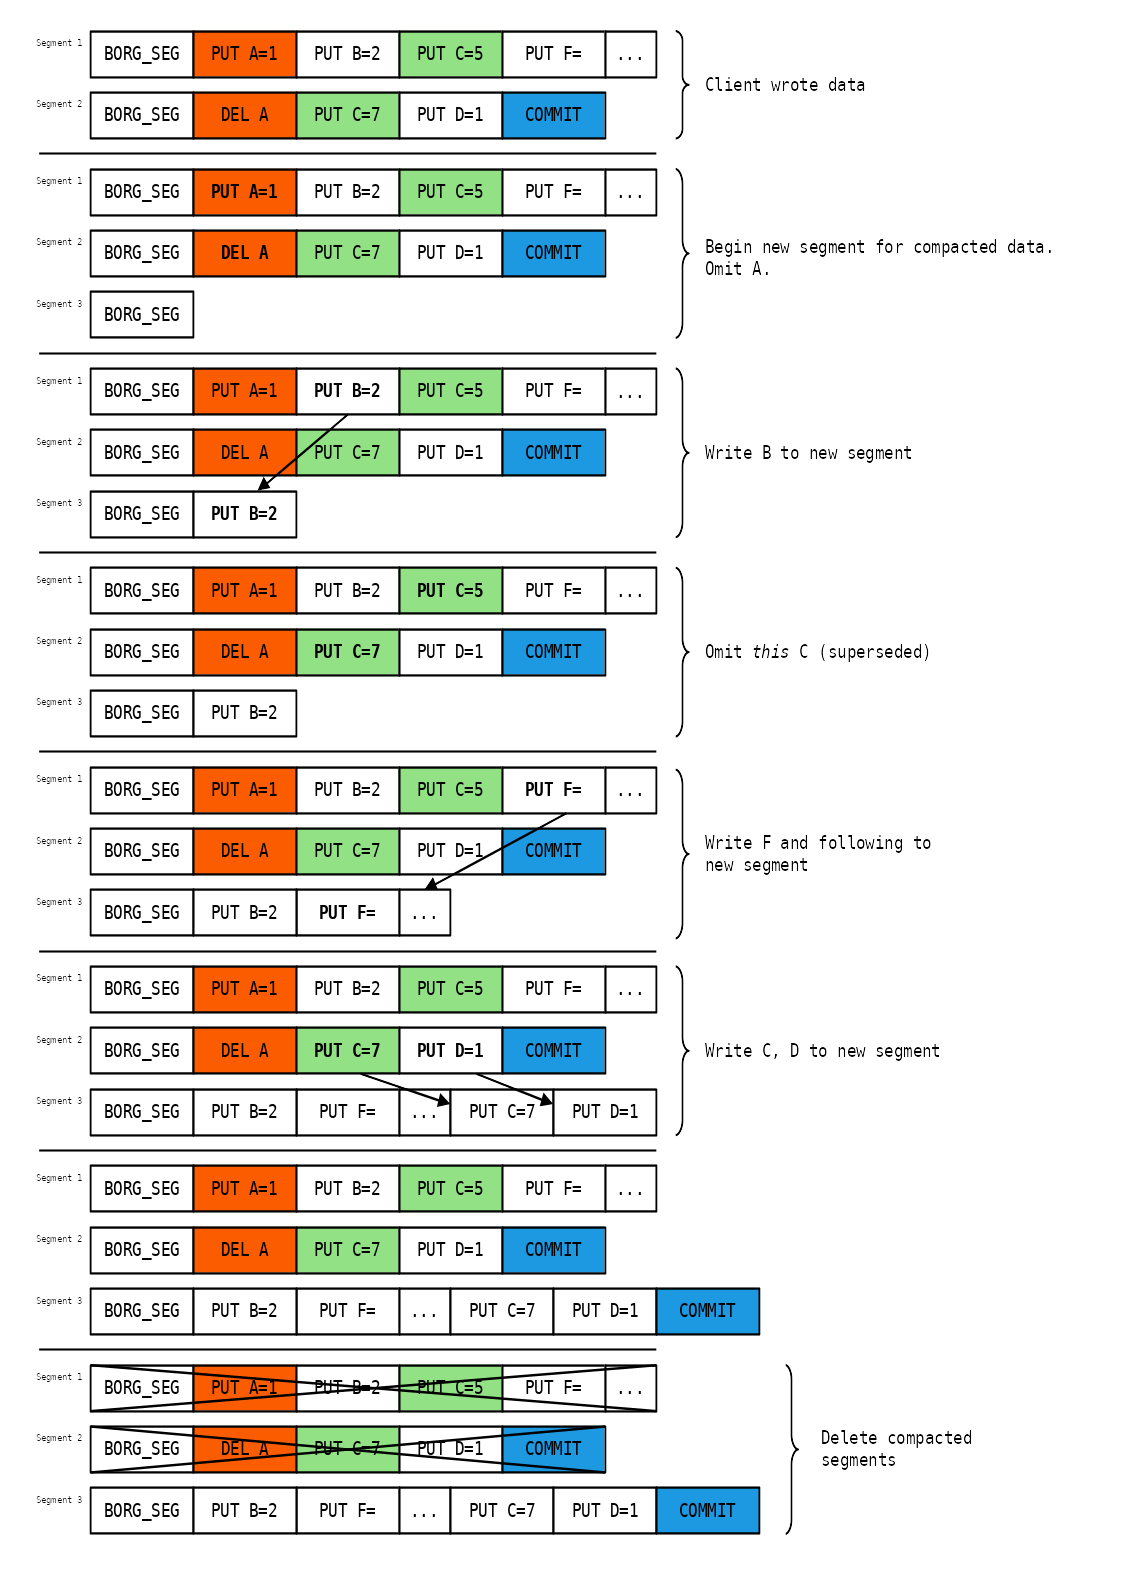 Segment 1 BORG_SEG PUT A=1 PUT B=2 PUT C=5 PUT F= ...
Client wrote data
Segment 2 BORG_SEG DEL A PUT C=7 PUT D=1 COMMIT
Segment 1 BORG_SEG PUT A=1 PUT B=2 PUT C=5 PUT F= ...
Segment 2 BORG_SEG DEL A PUT C=7 PUT D=1 COMMIT
Begin new segment for compacted data.
Omit A.
Segment 3 BORG_SEG
Segment 1 BORG_SEG PUT A=1 PUT B=2 PUT C=5 PUT F= ...
Segment 2 BORG_SEG DEL A PUT C=7 PUT D=1 COMMIT
Write B to new segment
Segment 3 BORG_SEG PUT B=2
Segment 1 BORG_SEG PUT A=1 PUT B=2 PUT C=5 PUT F= ...
Segment 2 BORG_SEG DEL A PUT C=7 PUT D=1 COMMIT
Omit this C (superseded)
Segment 3 BORG_SEG PUT B=2
Segment 1 BORG_SEG PUT A=1 PUT B=2 PUT C=5 PUT F= ...
Segment 2 BORG_SEG DEL A PUT C=7 PUT D=1 COMMIT
Write F and following to
new segment
Segment 3 BORG_SEG PUT B=2 PUT F= ...
Segment 1 BORG_SEG PUT A=1 PUT B=2 PUT C=5 PUT F= ...
Segment 2 BORG_SEG DEL A PUT C=7 PUT D=1 COMMIT
Write C, D to new segment
Segment 3 BORG_SEG PUT B=2 PUT F= ... PUT C=7 PUT D=1
Segment 1 BORG_SEG PUT A=1 PUT B=2 PUT C=5 PUT F= ...
Segment 2 BORG_SEG DEL A PUT C=7 PUT D=1 COMMIT
Segment 3 BORG_SEG PUT B=2 PUT F= ... PUT C=7 PUT D=1 COMMIT
Segment 1 BORG_SEG PUT A=1 PUT B=2 PUT C=5 PUT F= ...
Segment 2 BORG_SEG DEL A PUT C=7 PUT D=1 COMMIT
Delete compacted
segments
Segment 3 BORG_SEG PUT B=2 PUT F= ... PUT C=7 PUT D=1 COMMIT